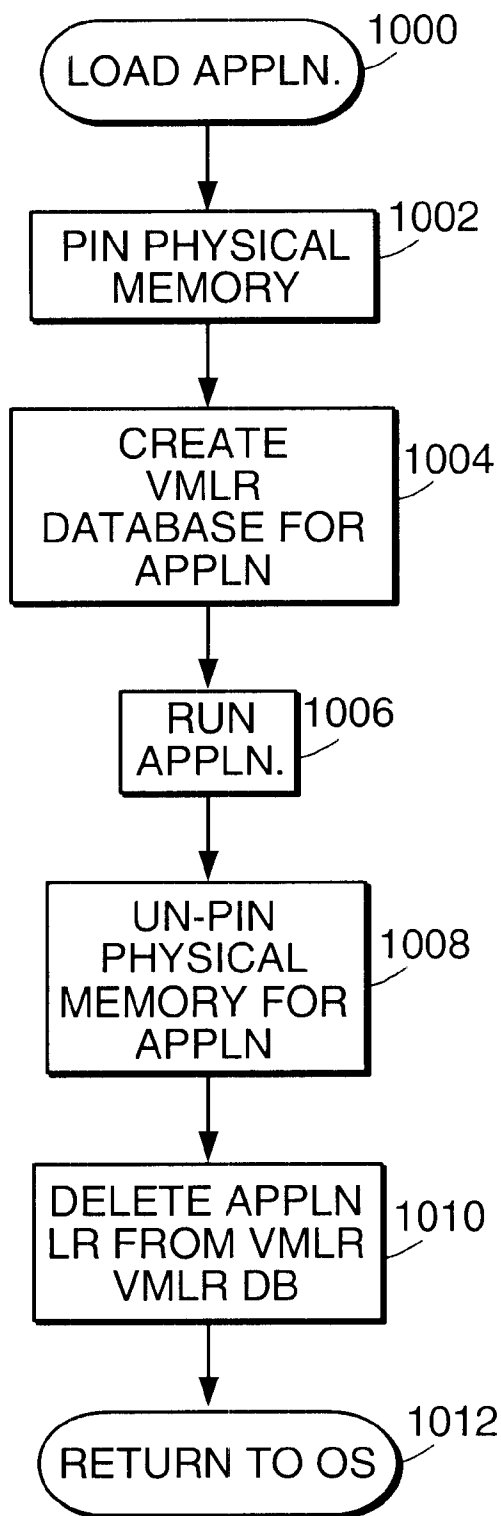 1000
LOAD APPLN.
1002
PIN PHYSICAL
MEMORY
1004
CREATE
VMLR
DATABASE FOR
APPLN
1006
RUN
APPLN.
1008
UN-PIN
PHYSICAL
MEMORY FOR
APPLN
1010
DELETE APPLN
LR FROM VMLR
VMLR DB
1012
RETURN TO OS